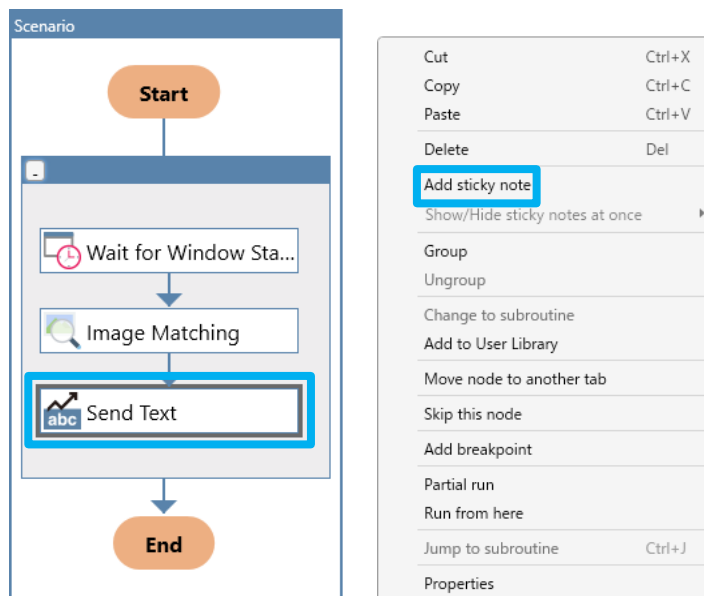 Scenario
Start
-
Wait for Window Sta...
Image Matching
abc
Send Text
End
Cut Ctrl+X
Copy Ctrl+C
Paste Ctrl+V
Delete Del
Add sticky note
Show/Hide sticky notes at once
Group
Ungroup
Change to subroutine
Add to User Library
Move node to another tab
Skip this node
Add breakpoint
Partial run
Run from here
Jump to subroutine Ctrl+J
Properties